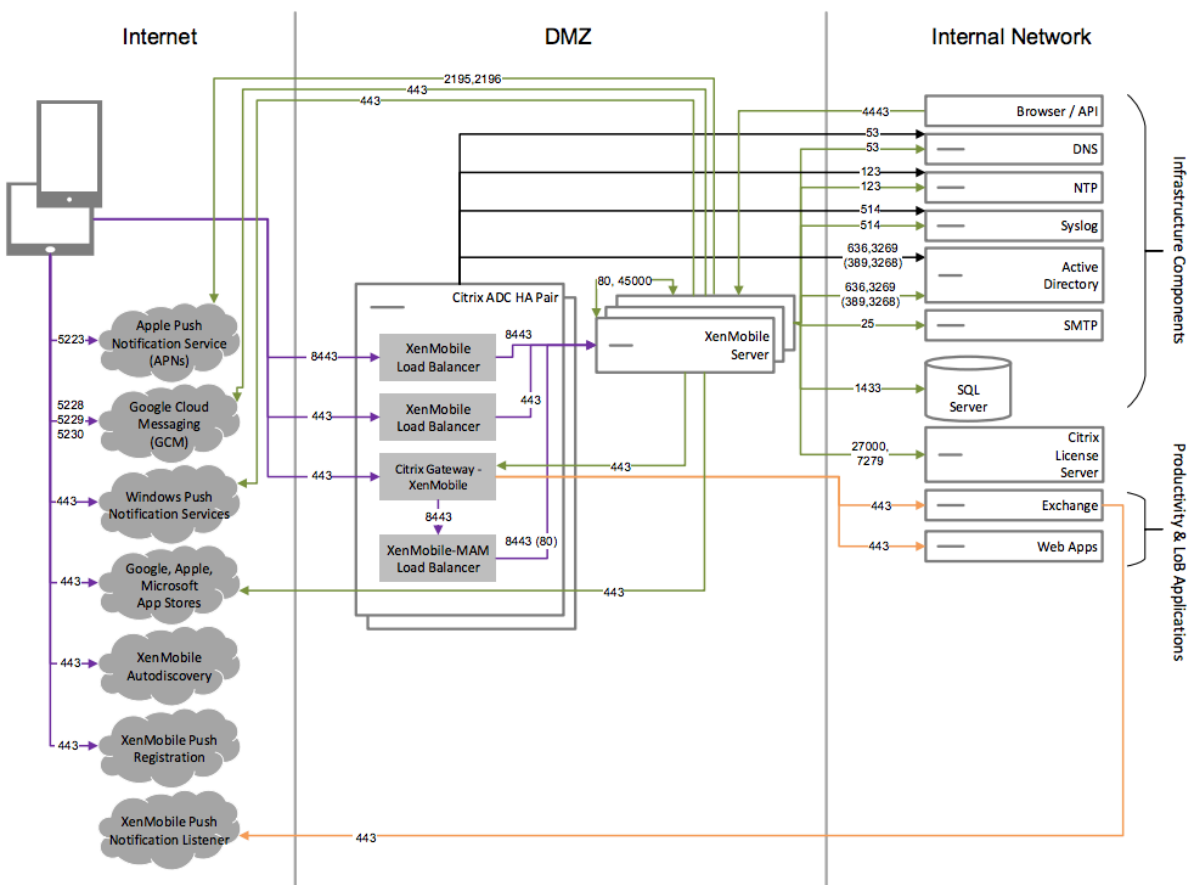 Internet
DMZ
Internal Network
2195,2196
443
443
4443
Browser / API
53
53
DNS
123
123
NTP
514
514
Syslog
636,3269
(389,3268)
636,3269
(389,3268)
Active
Directory
25
SMTP
1433
SQL
Server
27000,
7279
Citrix
License
Server
443
Exchange
443
Web Apps
Infrastructure Components
Productivity & LoB Applications
80, 45000
XenMobile
Server
Citrix ADC HA Pair
8443
XenMobile
Load Balancer
8443
443
XenMobile
Load Balancer
443
443
Citrix Gateway -
XenMobile
443
8443
XenMobile-MAM
Load Balancer
8443 (80)
443
5223
Apple Push
Notification Service
(APNs)
5228
5229
5230
Google Cloud
Messaging
(GCM)
443
Windows Push
Notification Services
443
Google, Apple,
Microsoft
App Stores
443
XenMobile
Autodiscovery
443
XenMobile Push
Registration
XenMobile Push
Notification Listener
443